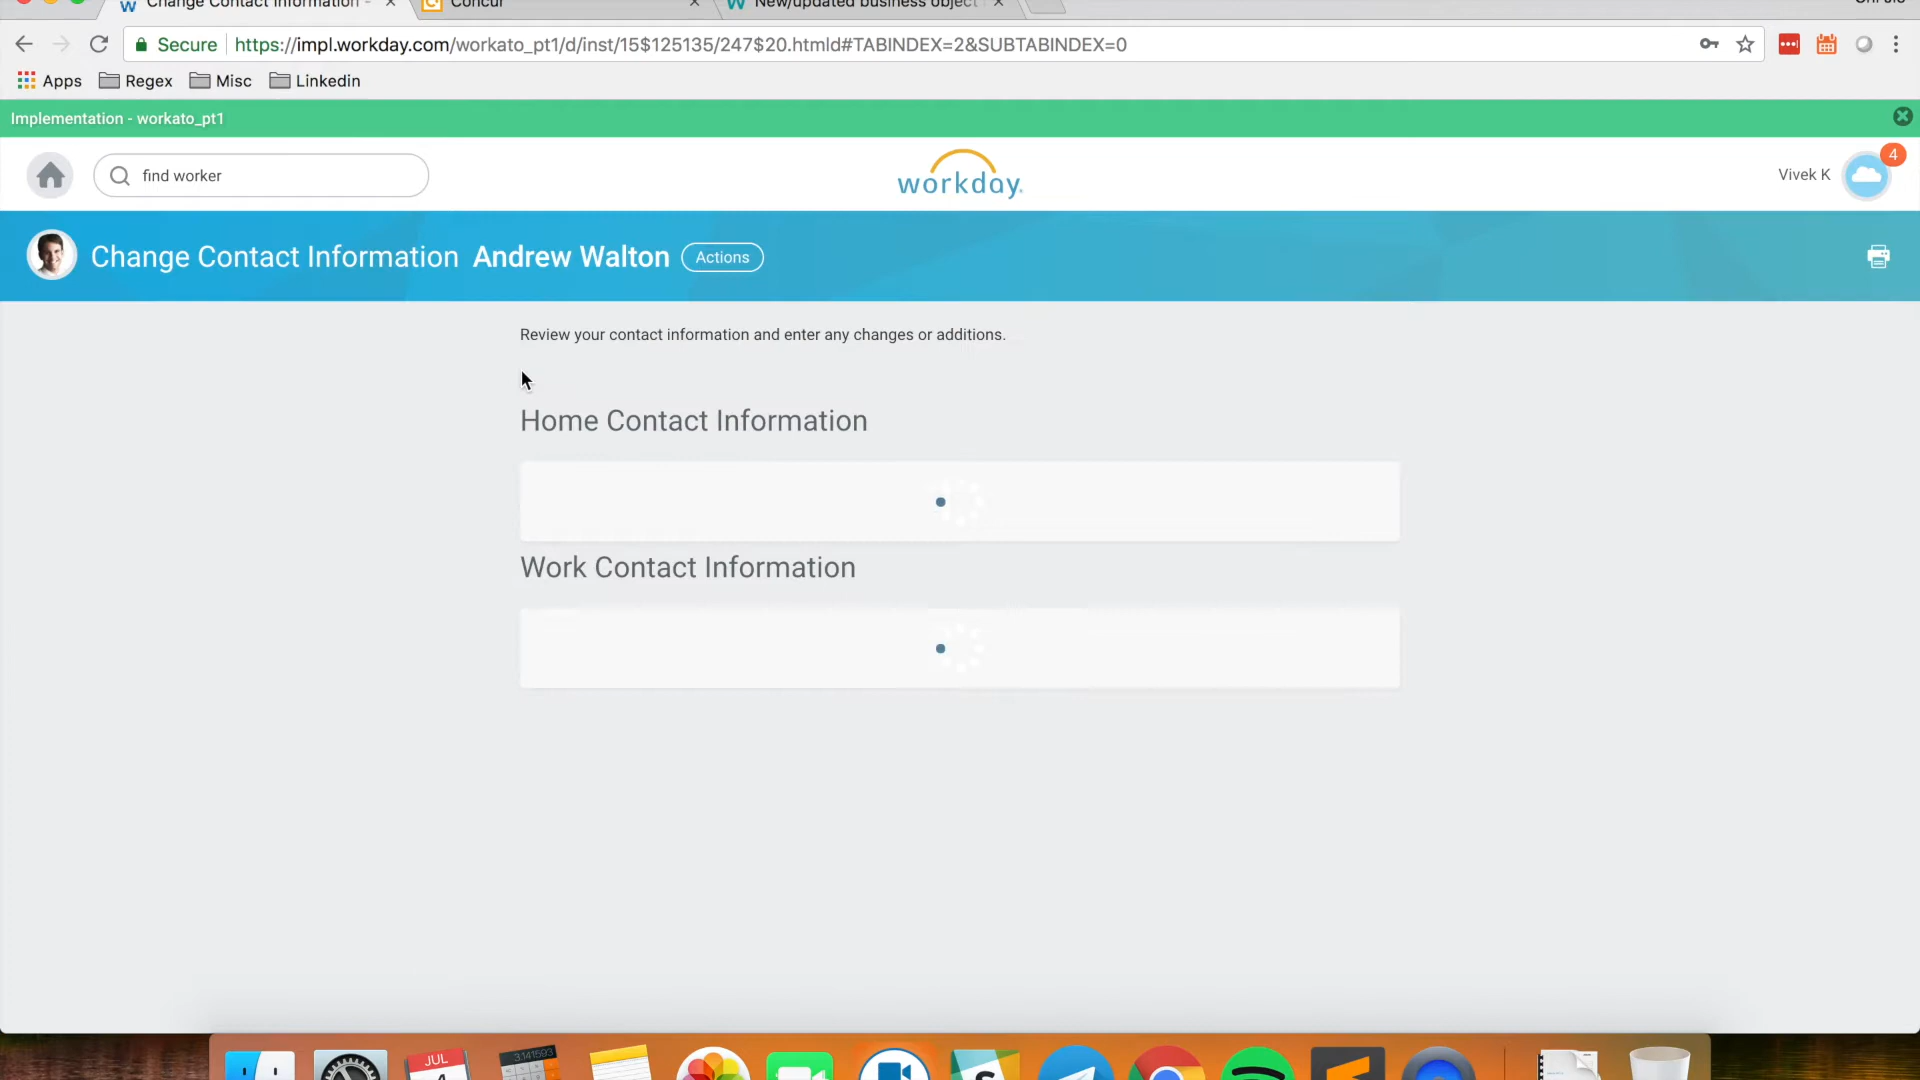 Change Contact Information -
Concur
New/updated business object
Secure
https://impl.workday.com/workato_pt1/d/inst/15$125135/247$20.htmld#TABINDEX=2&SUBTABINDEX=0
Apps
Regex
Misc
Linkedin
Implementation - workato_pt1
find worker
workday.
Vivek K
4
Change Contact Information Andrew Walton
Actions
Review your contact information and enter any changes or additions.
Home Contact Information
Work Contact Information
JUL
4
3.141593
S